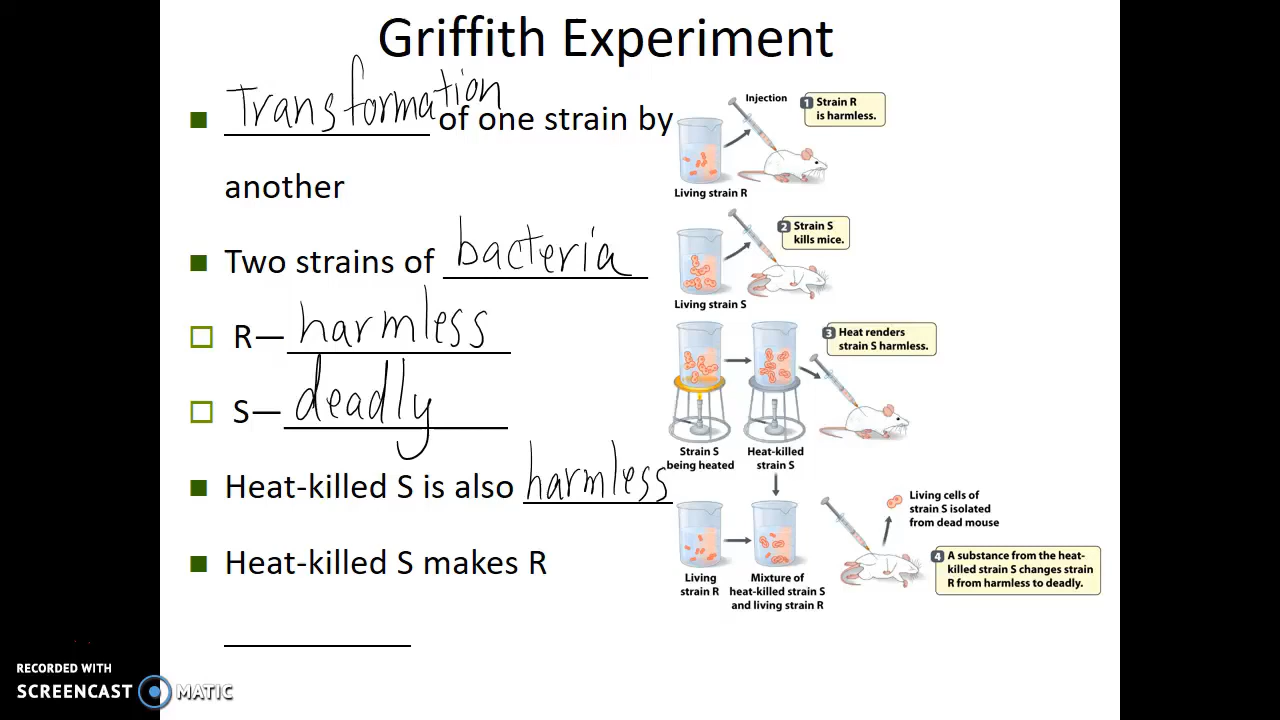 Griffith Experiment
Transformation of one strain by
another
Two strains of bacteria
R—harmless
S—deadly
Heat-killed S is also harmless
Heat-killed S makes R
Injection
1 Strain R
is harmless.
Living strain R
2 Strain S
kills mice.
Living strain S
3 Heat renders
strain S harmless.
Strain S
being heated
Heat-killed
strain S
Living cells of
strain S isolated
from dead mouse
4 A substance from the heat-
killed strain S changes strain
R from harmless to deadly.
Living
strain R
Mixture of
heat-killed strain S
and living strain R
RECORDED WITH
SCREENCAST MATIC